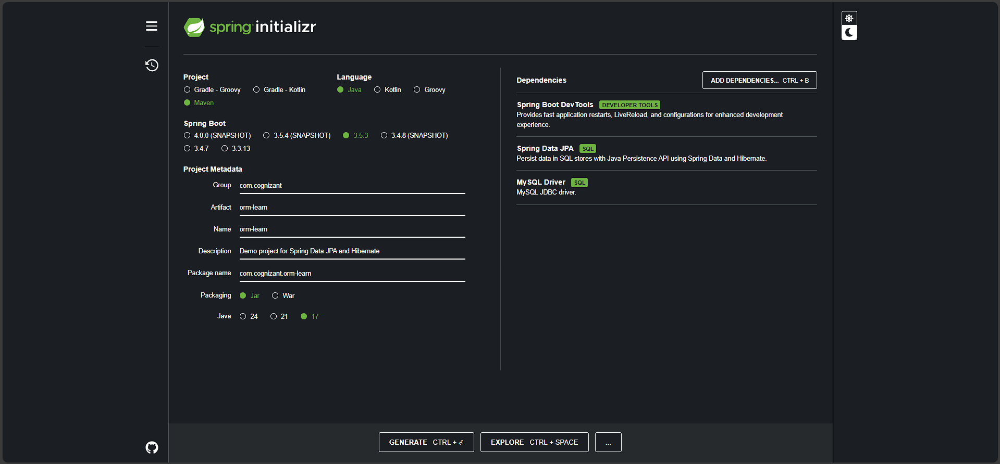 spring initializr
Project
Gradle - Groovy Gradle - Kotlin
Maven
Language
Java Kotlin Groovy
Spring Boot
4.0.0 (SNAPSHOT) 3.5.4 (SNAPSHOT) 3.5.3 3.4.8 (SNAPSHOT)
3.4.7 3.3.13
Project Metadata
Group com.cognizant
Artifact orm-learn
Name orm-learn
Description Demo project for Spring Data JPA and Hibernate
Package name com.cognizant.orm-learn
Packaging Jar War
Java 24 21 17
Dependencies ADD DEPENDENCIES... CTRL + B
Spring Boot DevTools DEVELOPER TOOLS
Provides fast application restarts, LiveReload, and configurations for enhanced development
experience.
Spring Data JPA SQL
Persist data in SQL stores with Java Persistence API using Spring Data and Hibernate.
MySQL Driver SQL
MySQL JDBC driver.
GENERATE CTRL + ⏎ EXPLORE CTRL + SPACE ...